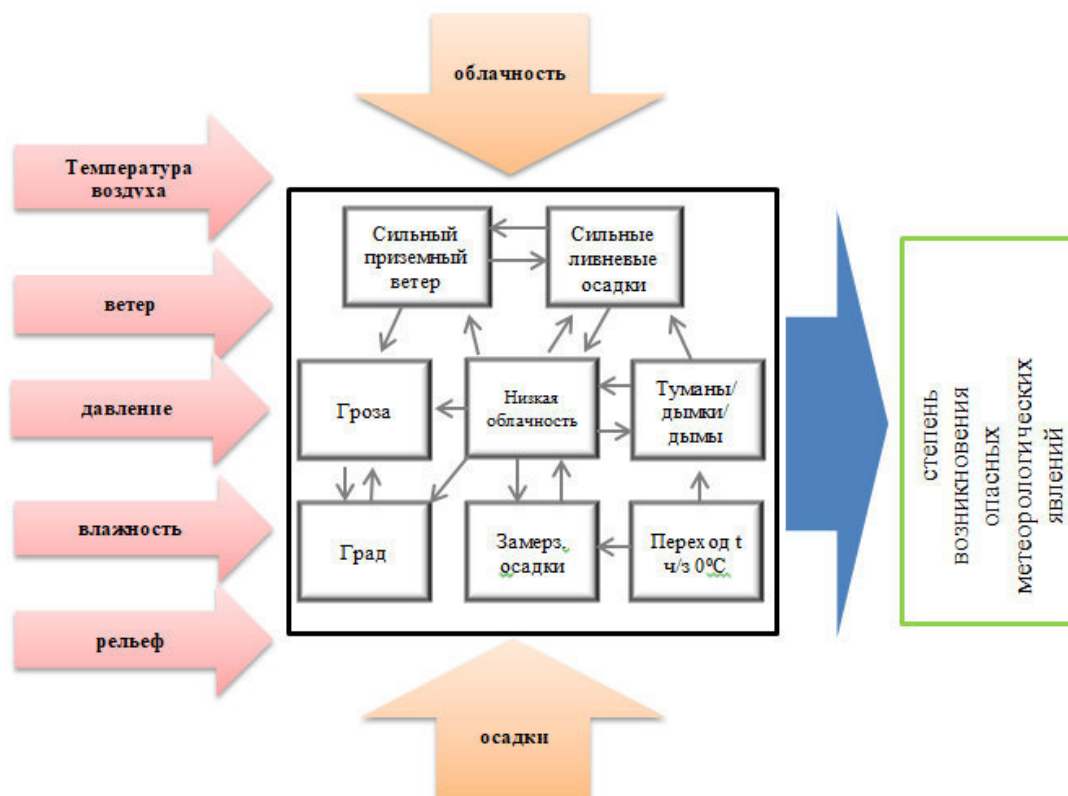 облачность
Температура
воздуха
ветер
давление
влажность
рельеф
Сильный
приземный
ветер
Сильные
ливневые
осадки
Гроза
Низкая
облачность
Туманы/
дымки/
дымы
Град
Замерз,
осадки
Переход t
ч/з 0⁰C
осадки
степень
возникновения
опасных
метеорологических
явлений